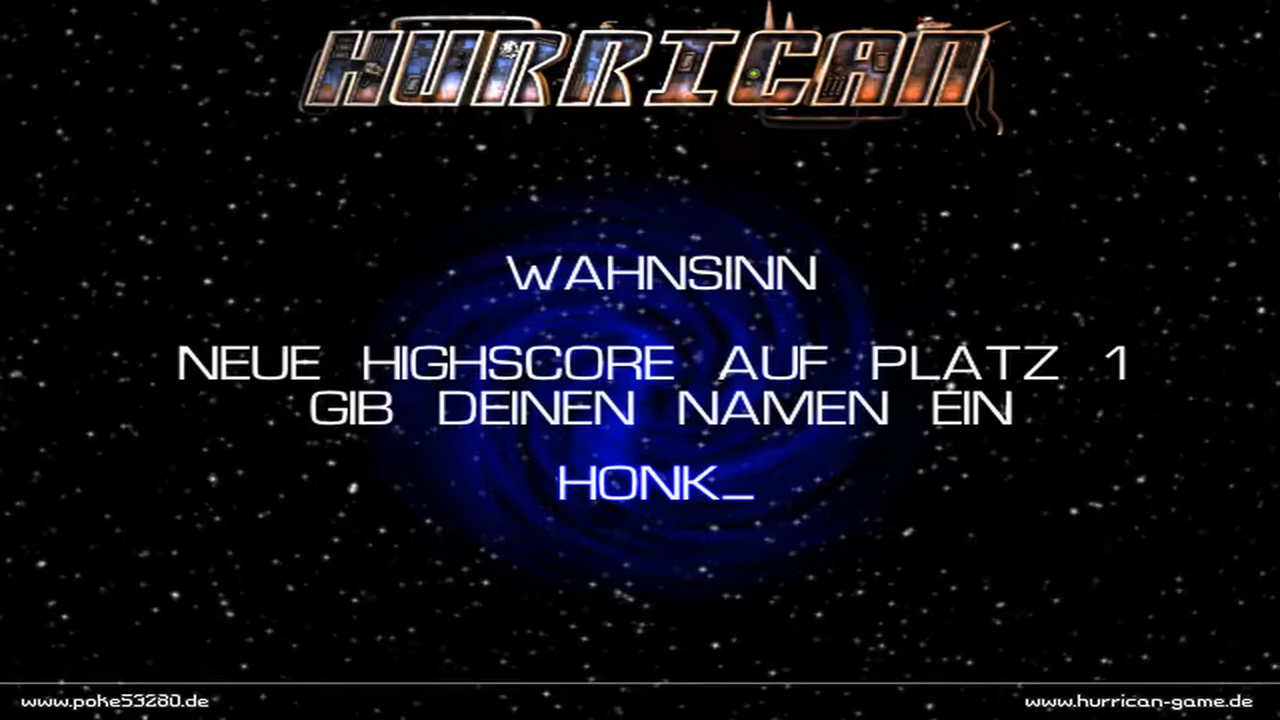 HURRICAN
WAHNSINN
NEUE HIGHSCORE AUF PLATZ 1
GIB DEINEN NAMEN EIN
HONK_
www.poke53280.de
www.hurrican-game.de